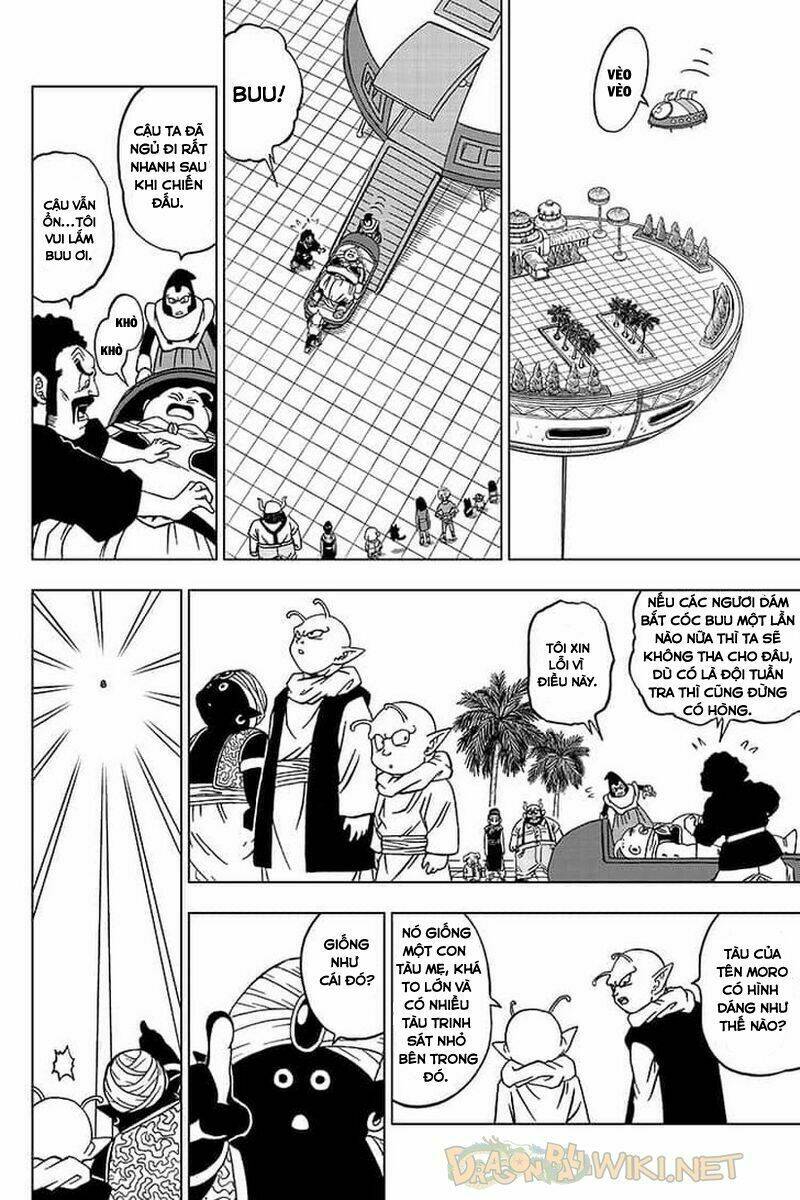 VÈO
VÈO
BUU!
CẬU TA ĐÃ
NGỦ ĐI RẤT
NHANH SAU
KHI CHIẾN
ĐẤU.
CẬU VẪN
ỔN...TÔI
VUI LẮM
BUU ƠI.
KHÒ
KHÒ
NẾU CÁC NGƯƠI DÁM
BẮT CÓC BUU MỘT LẦN
NÀO NỮA THÌ TA SẼ
KHÔNG THA CHO ĐÂU,
DÙ CÓ LÀ ĐỘI TUẦN
TRA THÌ CŨNG ĐỪNG
CÓ HÒNG.
TÔI XIN
LỖI VÌ
ĐIỀU NÀY.
TÀU CỦA
TÊN MORO
CÓ HÌNH
DÁNG NHƯ
THẾ NÀO?
NÓ GIỐNG
MỘT CON
TÀU MẸ, KHÁ
TO LỚN VÀ
CÓ NHIỀU
TÀU TRINH
SÁT NHỎ
BÊN TRONG
ĐÓ.
GIỐNG
NHƯ
CÁI ĐÓ?
DRAGON BALL WIKI.NET